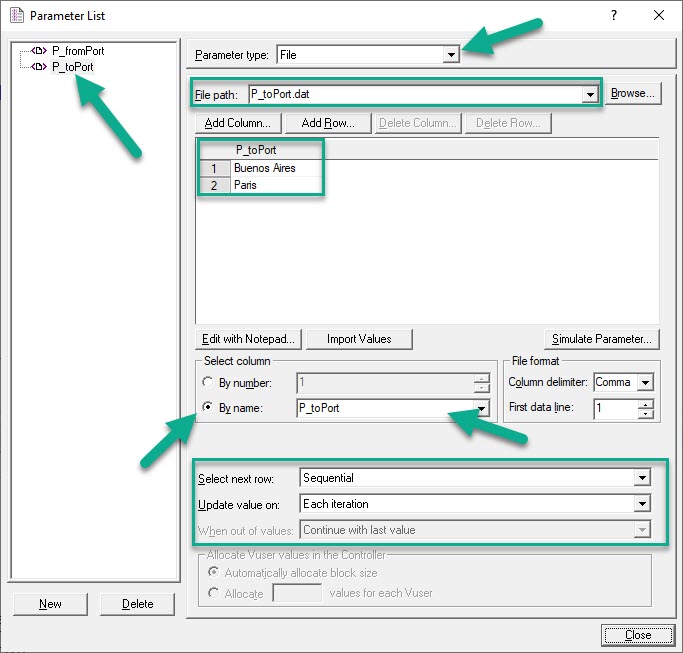 Parameter List
P_fromPort
P_toPort
Parameter type: File
File path: P_toPort.dat Browse...
Add Column... Add Row... Delete Column... Delete Row...
P_toPort
1 Buenos Aires
2 Paris
Edit with Notepad... Import Values Simulate Parameter...
Select column
By number: 1
By name: P_toPort
File format
Column delimiter: Comma
First data line: 1
Select next row: Sequential
Update value on: Each iteration
When out of values: Continue with last value
Allocate Vuser values in the Controller
Automatically allocate block size
Allocate values for each Vuser
New Delete
Close